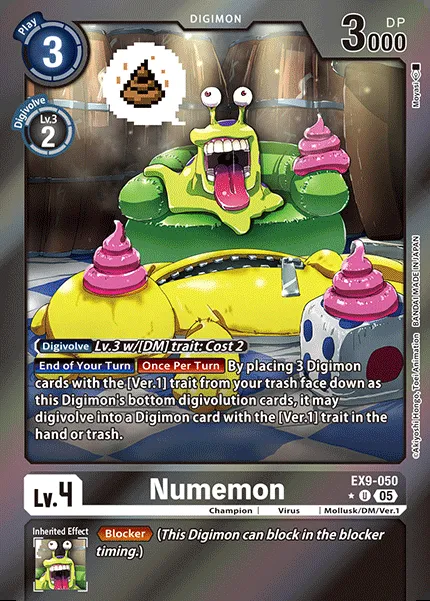 DIGIMON
Play
3
DP
3000
Digivolve
Lv.3
2
Moyasi
Digivolve Lv.3 w/[DM] trait: Cost 2
End of Your Turn Once Per Turn By placing 3 Digimon
cards with the [Ver.1] trait from your trash face down as
this Digimon's bottom digivolution cards, it may
digivolve into a Digimon card with the [Ver.1] trait in the
hand or trash.
©Akiyoshi Hongo, Toei Animation BANDAI MADE IN JAPAN
Lv.4
Numemon
EX9-050
U 05
Champion | Virus | Mollusk/DM/Ver.1
Inherited Effect
Blocker (This Digimon can block in the blocker
timing.)